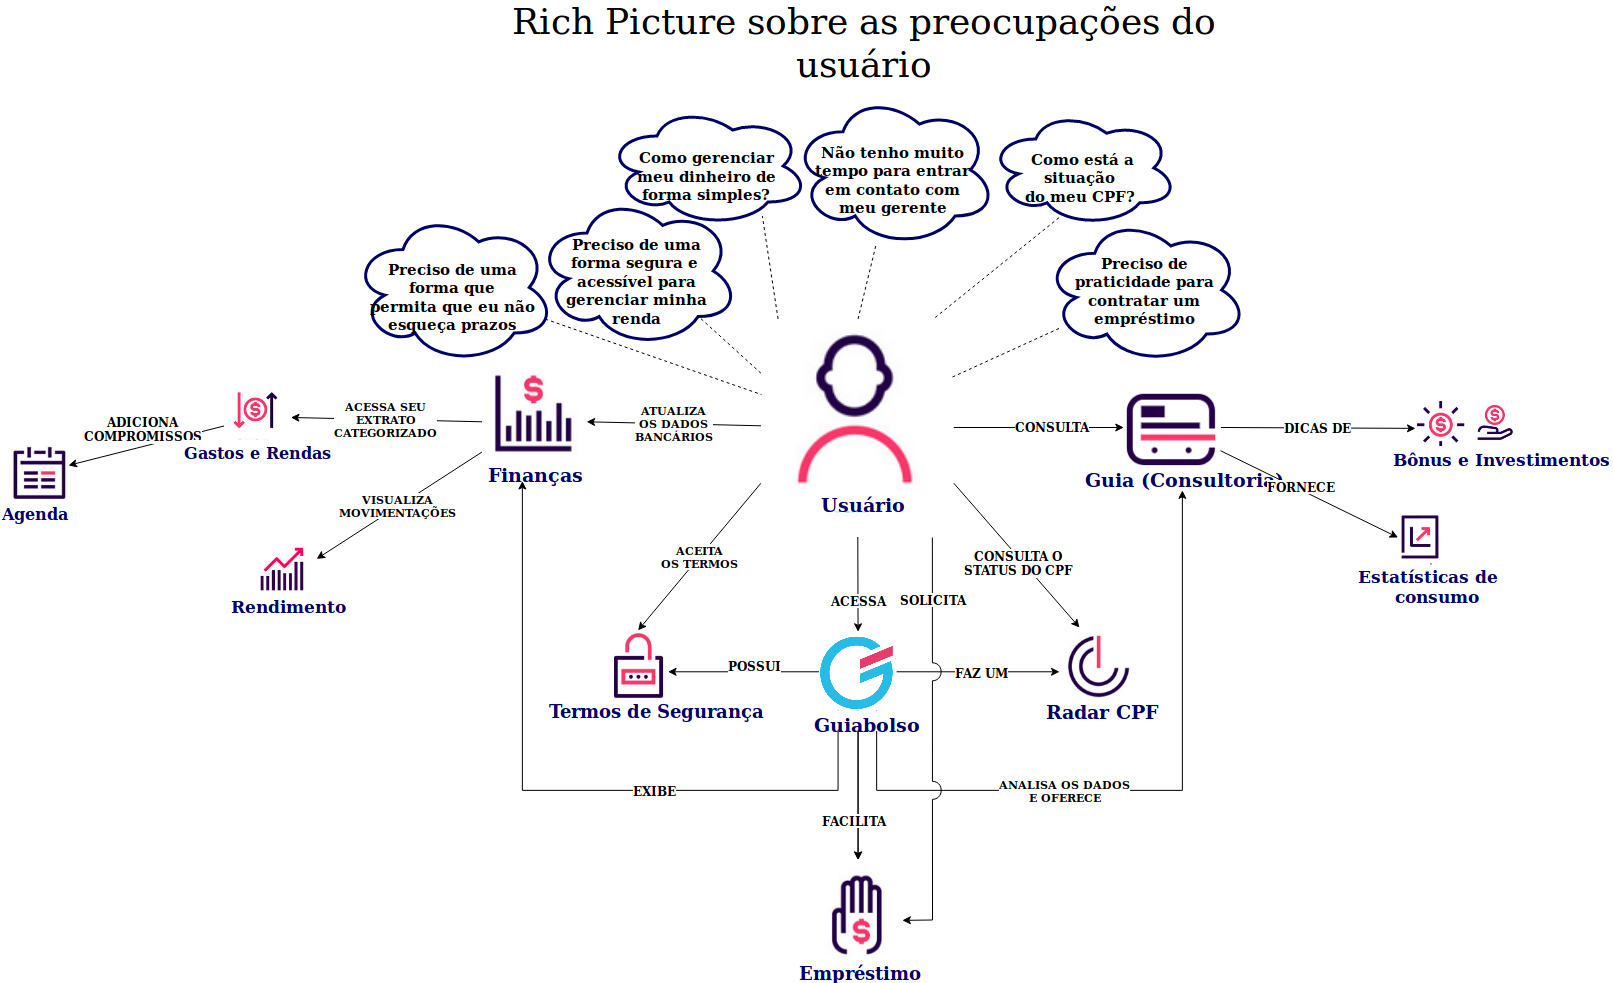 Rich Picture sobre as preocupações do
usuário
Como gerenciar
meu dinheiro de
forma simples?
Não tenho muito
tempo para entrar
em contato com
meu gerente
Como está a
situação
do meu CPF?
Preciso de uma
forma que
permita que eu não
esqueça prazos
Preciso de uma
forma segura e
acessível para
gerenciar minha
renda
Preciso de
praticidade para
contratar um
empréstimo
ADICIONA
COMPROMISSOS
Agenda
Gastos e Rendas
ACESSA SEU
EXTRATO
CATEGORIZADO
VISUALIZA
MOVIMENTAÇÕES
Rendimento
Finanças
ATUALIZA
OS DADOS
BANCÁRIOS
Usuário
CONSULTA
Guia (Consultoria)
DICAS DE
Bônus e Investimentos
FORNECE
Estatísticas de
consumo
ACEITA
OS TERMOS
ACESSA
SOLICITA
CONSULTA O
STATUS DO CPF
Termos de Segurança
POSSUI
Guiabolso
FAZ UM
Radar CPF
EXIBE
FACILITA
ANALISA OS DADOS
E OFERECE
Empréstimo